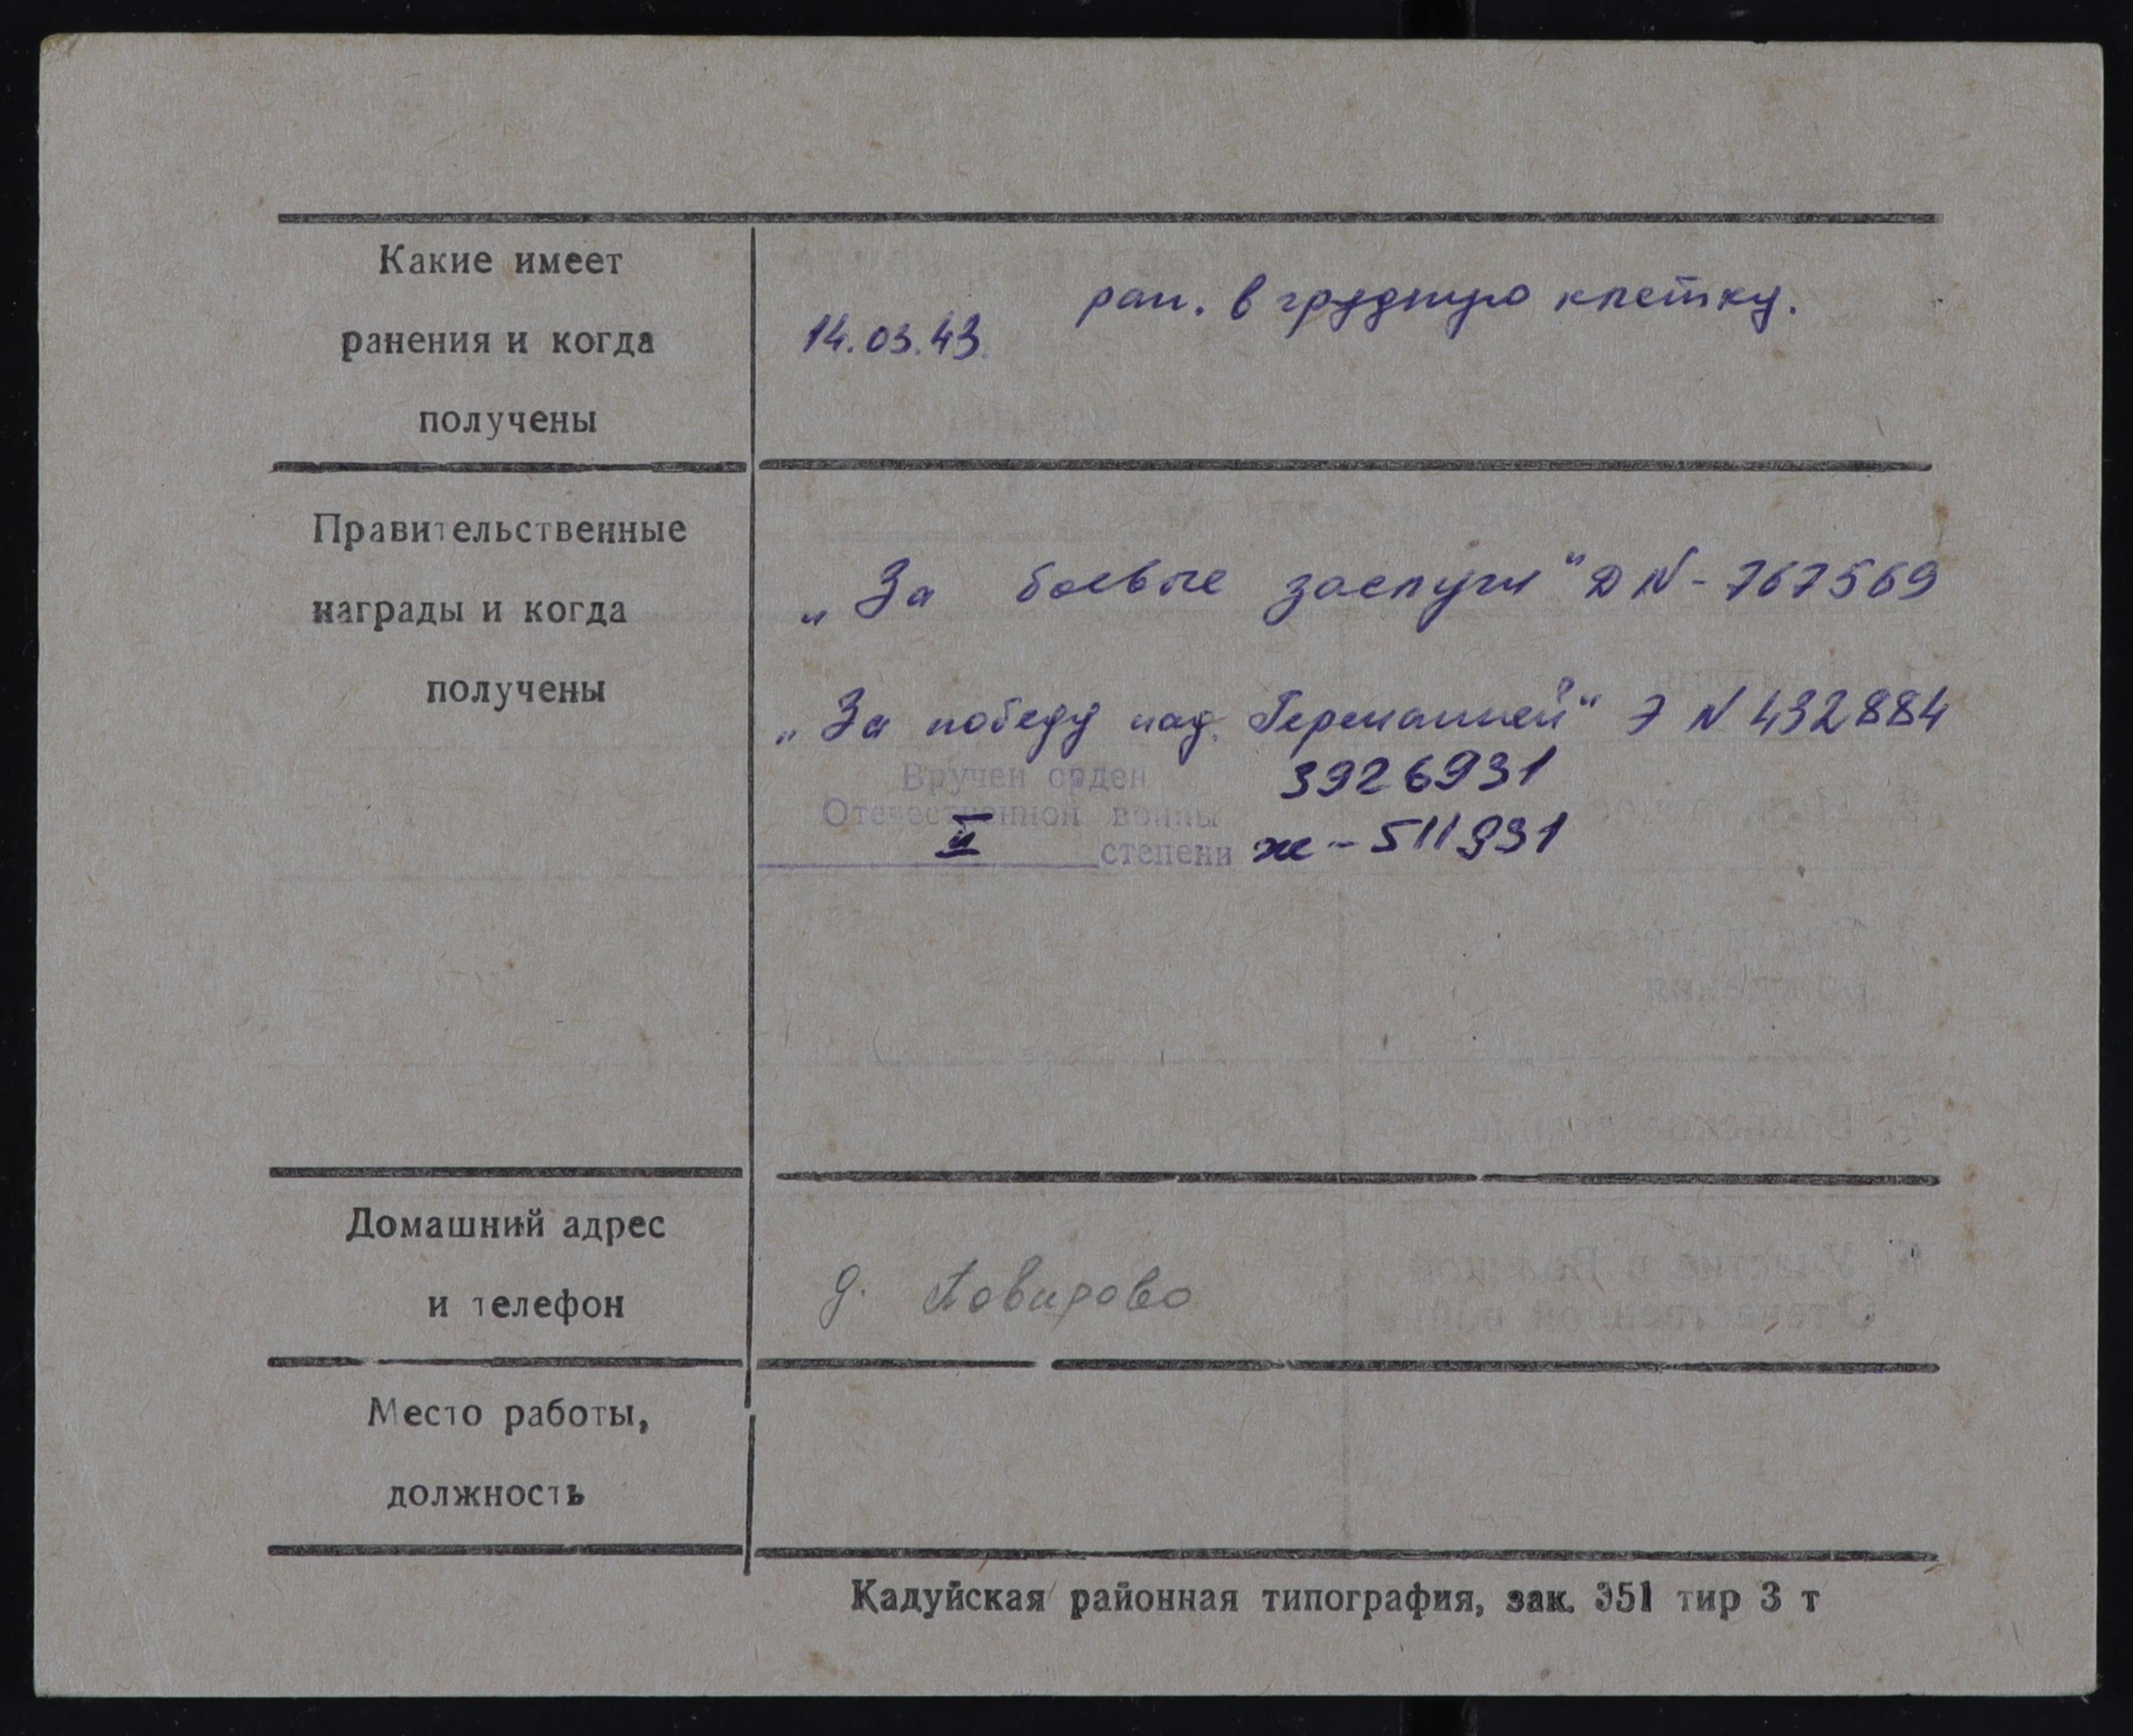 Какие имеет
ранения и когда
получены
14.03.43. ран. в грудную клетку.
Правительственные
награды и когда
получены
„За боевые заслуги“ Д N - 767569
„За победу над Германией“ Э N 432884
Вручен орден 3926931
Отечественной войны
II степени ж - 511931
Домашний адрес
и телефон
д.
Место работы,
должность
Кадуйская районная типография, зак. 351 тир 3 т